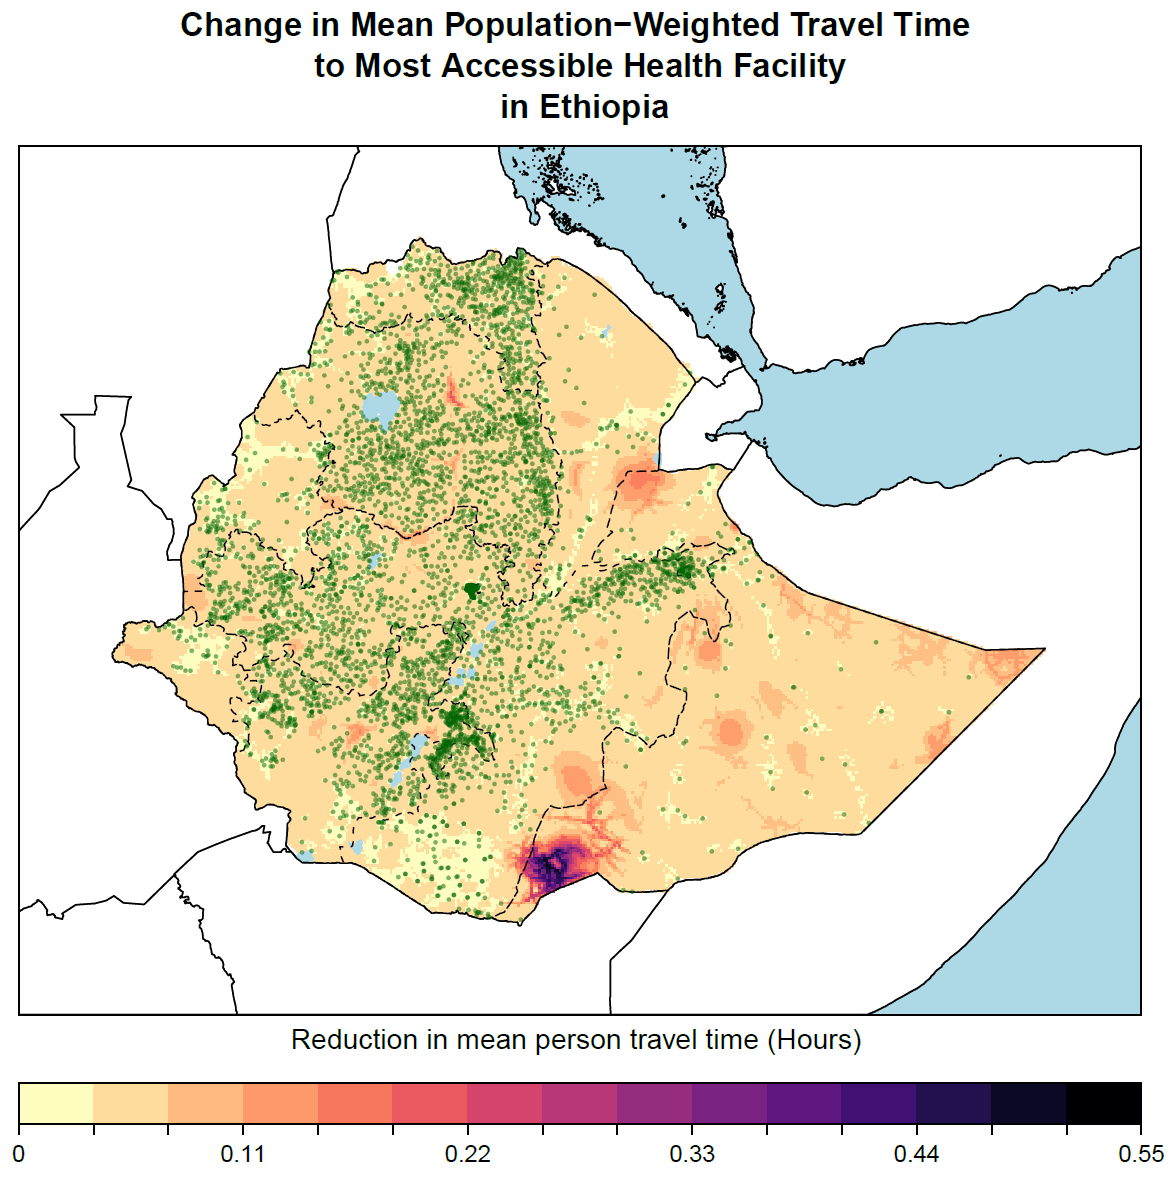 Change in Mean Population−Weighted Travel Time
to Most Accessible Health Facility
in Ethiopia
Reduction in mean person travel time (Hours)
0 0.11 0.22 0.33 0.44 0.55